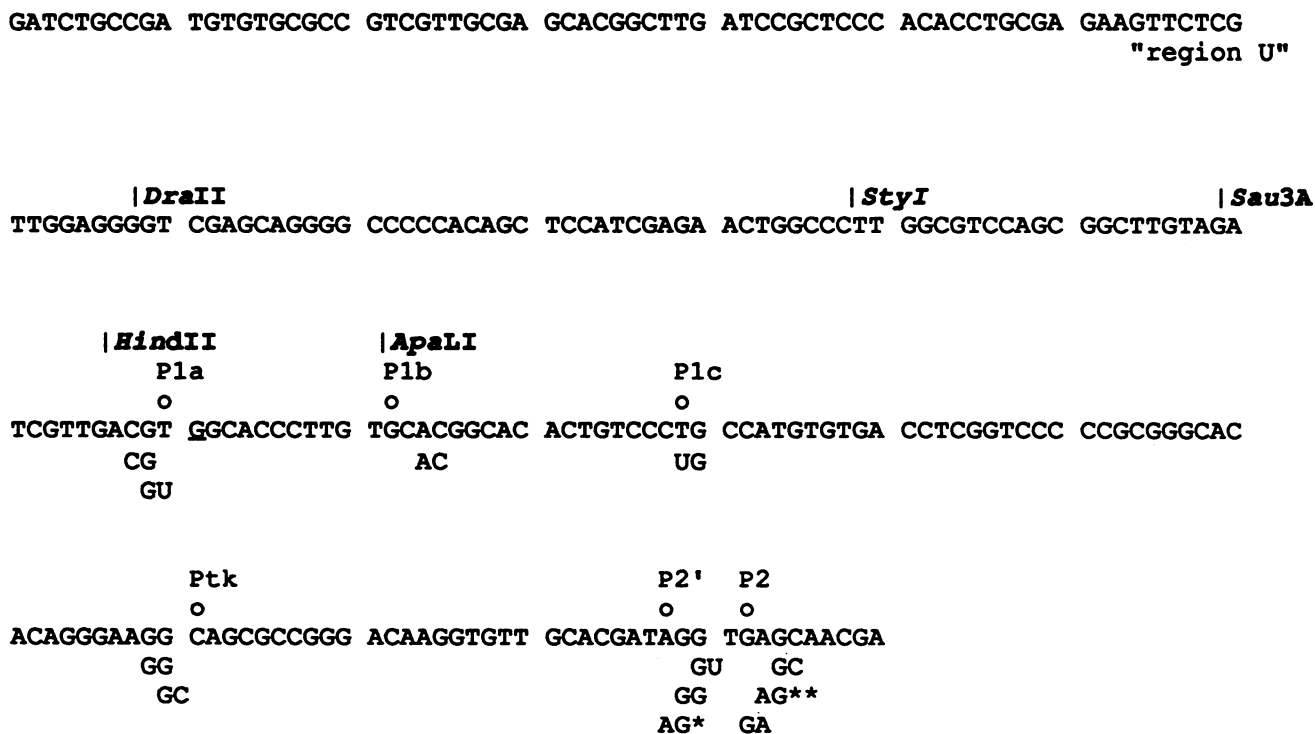 GATCTGCCGA TGTGTGCGCC GTCGTTGCGA GCACGGCTTG ATCCGCTCCC ACACCTGCGA GAAGTTCTCG
"region U"
|DraII |StyI |Sau3A
TTGGAGGGGT CGAGCAGGGG CCCCCACAGC TCCATCGAGA ACTGGCCCTT GGCGTCCAGC GGCTTGTAGA
|HindII |ApaLI
P1a P1b P1c
o o o
TCGTTGACGT GGGCACCCTTG TGCACGGCAC ACTGTCCCTG CCATGTGTGA CCTCGGTCCC CCGCGGGCAC
CG AC UG
GU
Ptk P2' P2
o o o
ACAGGGAAGG CAGCGCCGGG ACAAGGTGTT GCACGATAGG TGAGCAACGA
GG GU GC
GC GG AG**
AG* GA